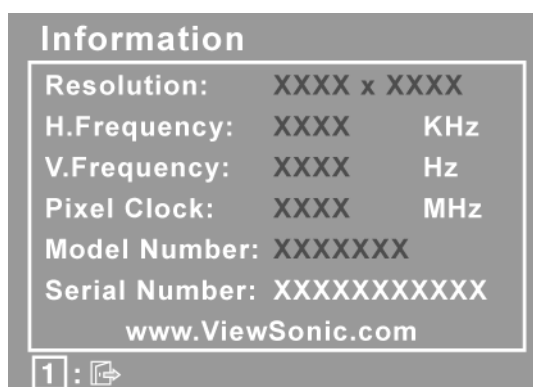 Information
Resolution: XXXX x XXXX
H.Frequency: XXXX KHz
V.Frequency: XXXX Hz
Pixel Clock: XXXX MHz
Model Number: XXXXXXX
Serial Number: XXXXXXXXXXX
www.ViewSonic.com
1 :